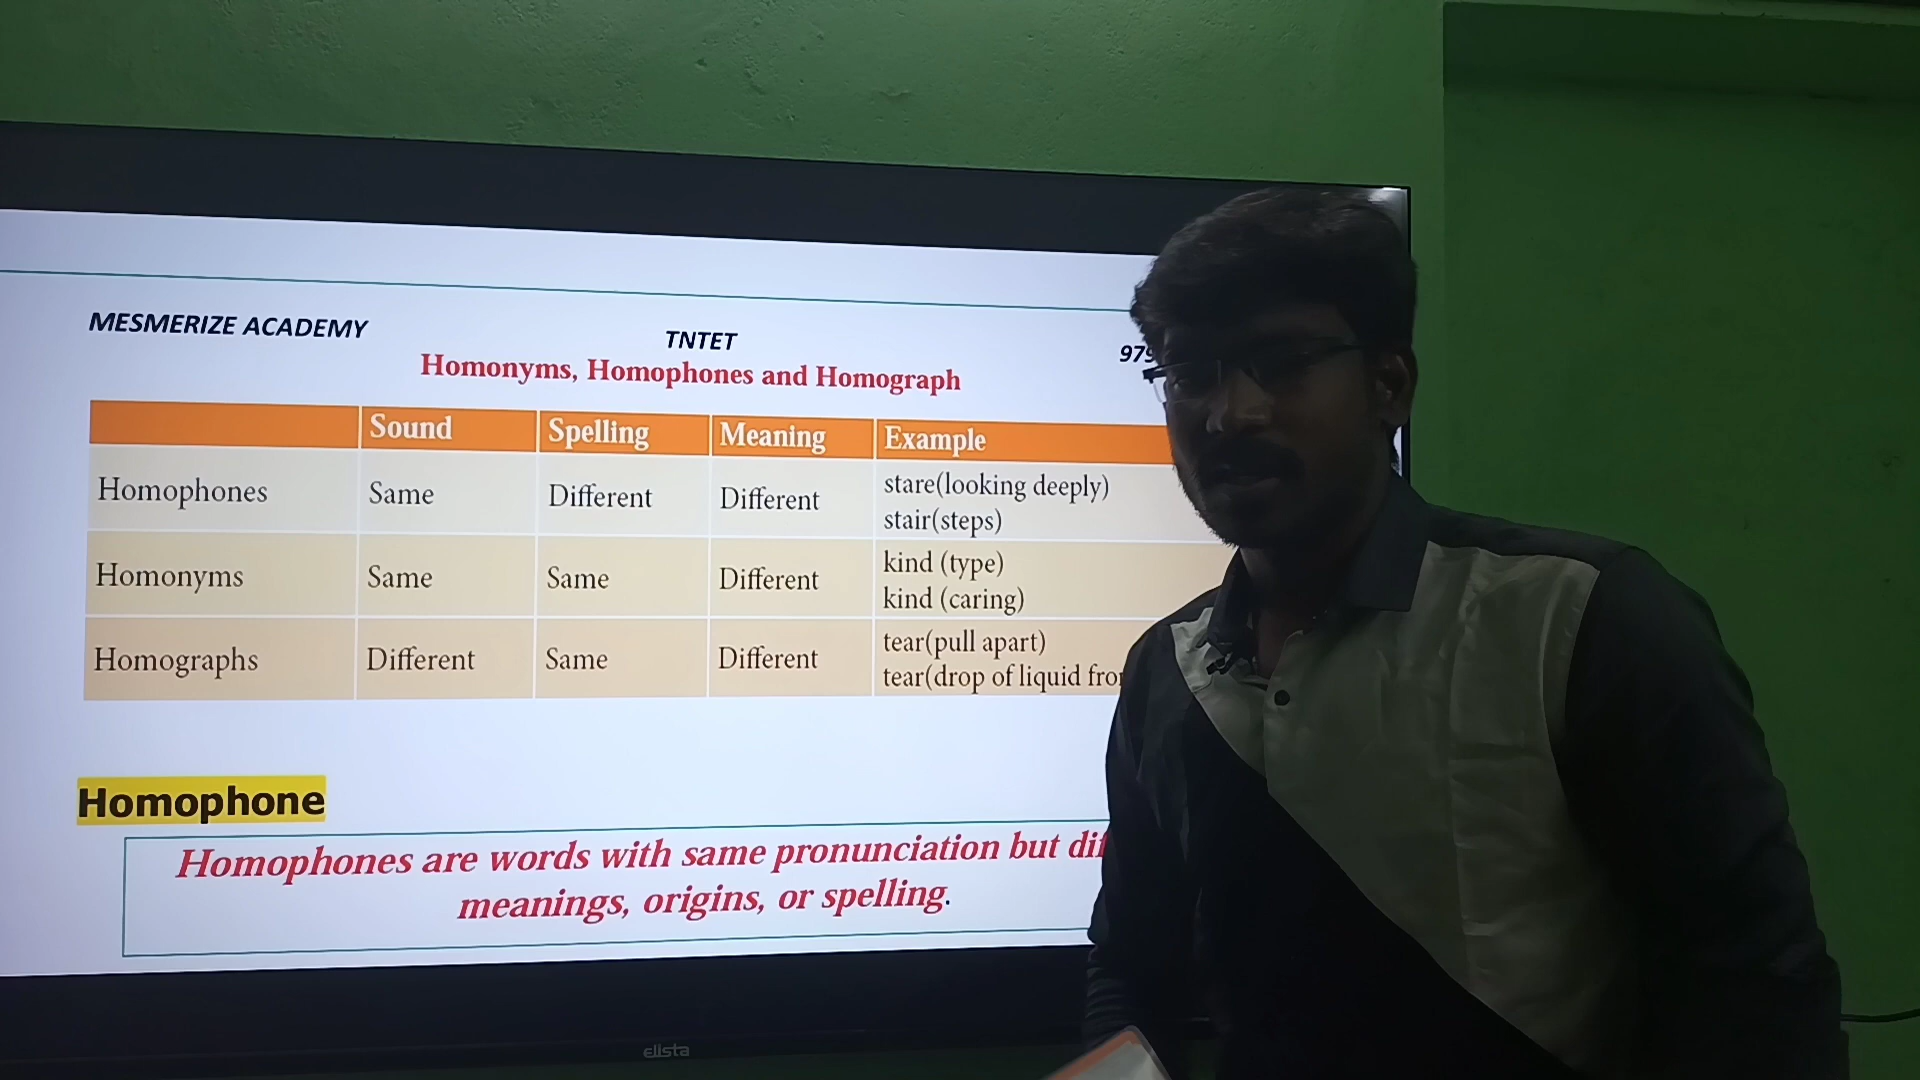 MESMERIZE ACADEMY
TNTET
979
Homonyms, Homophones and Homograph
Sound Spelling Meaning Example
Homophones Same Different Different stare(looking deeply)
stair(steps)
Homonyms Same Same Different kind (type)
kind (caring)
Homographs Different Same Different tear(pull apart)
tear(drop of liquid
Homophone
Homophones are words with same pronunciation but
meanings, origins, or spelling.
elista